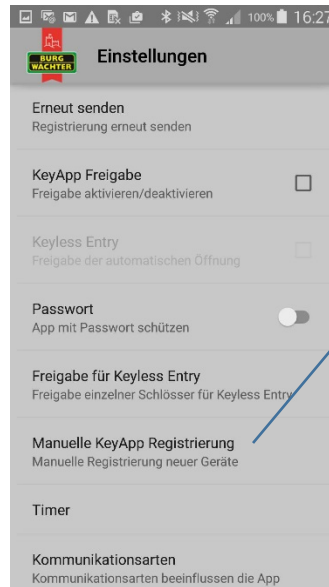 100% 16:27
BURG
WÄCHTER
Einstellungen
Erneut senden
Registrierung erneut senden
KeyApp Freigabe
Freigabe aktivieren/deaktivieren
Keyless Entry
Freigabe der automatischen Öffnung
Passwort
App mit Passwort schützen
Freigabe für Keyless Entry
Freigabe einzelner Schlösser für Keyless Entry
Manuelle KeyApp Registrierung
Manuelle Registrierung neuer Geräte
Timer
Kommunikationsarten
Kommunikationsarten beeinflussen die App